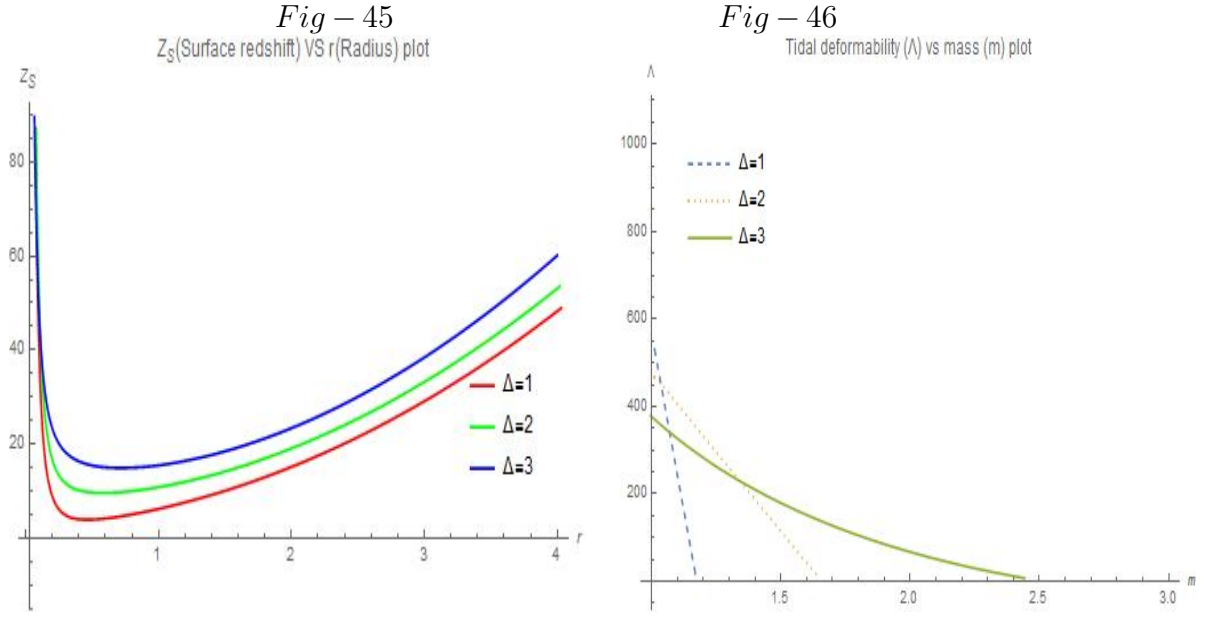 Fig − 45
Z_S(Surface redshift) VS r(Radius) plot
Z_S
80
60
40
20
1
2
3
4
r
Δ=1
Δ=2
Δ=3
Fig − 46
Tidal deformability (Λ) vs mass (m) plot
Λ
1000
800
600
400
200
1.5
2.0
2.5
3.0
m
Δ=1
Δ=2
Δ=3